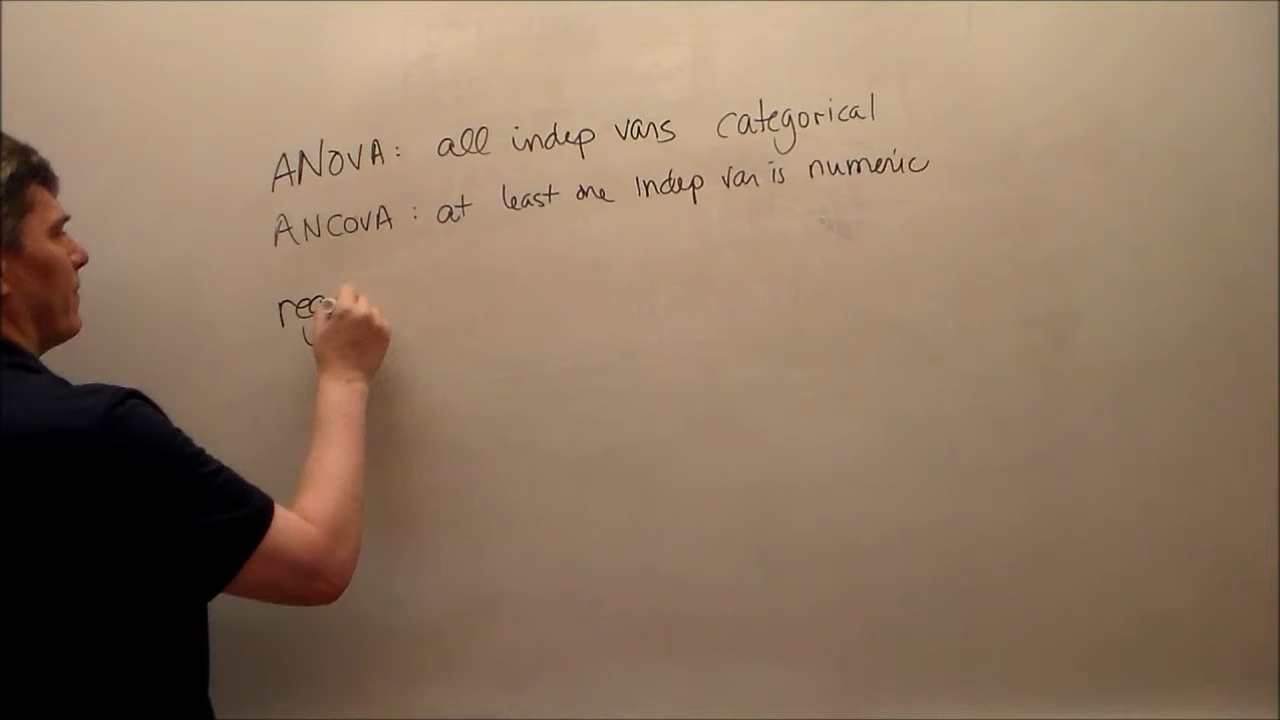 ANOVA: all indep vars categorical
ANCOVA: at least one indep var is numeric
reg